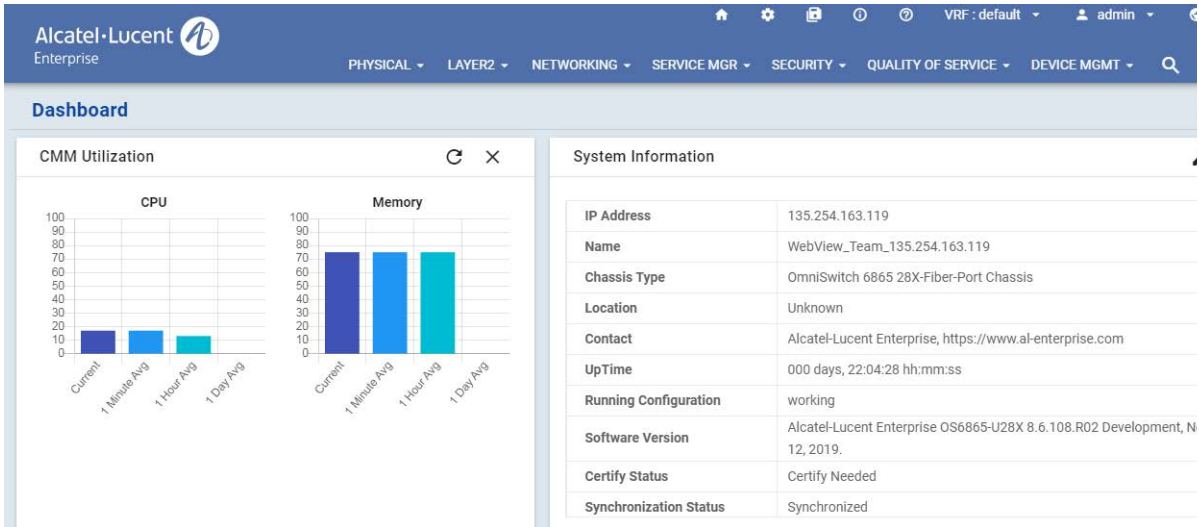 VRF : default
admin
Alcatel·Lucent
Enterprise
PHYSICAL
LAYER2
NETWORKING
SERVICE MGR
SECURITY
QUALITY OF SERVICE
DEVICE MGMT
Dashboard
CMM Utilization
CPU
100
90
80
70
60
50
40
30
20
10
0
Current
1 Minute Avg
1 Hour Avg
1 Day Avg
Memory
100
90
80
70
60
50
40
30
20
10
0
Current
1 Minute Avg
1 Hour Avg
1 Day Avg
System Information
IP Address 135.254.163.119
Name WebView_Team_135.254.163.119
Chassis Type OmniSwitch 6865 28X-Fiber-Port Chassis
Location Unknown
Contact Alcatel-Lucent Enterprise, https://www.al-enterprise.com
UpTime 000 days, 22:04:28 hh:mm:ss
Running Configuration working
Software Version Alcatel-Lucent Enterprise OS6865-U28X 8.6.108.R02 Development,
12, 2019.
Certify Status Certify Needed
Synchronization Status Synchronized